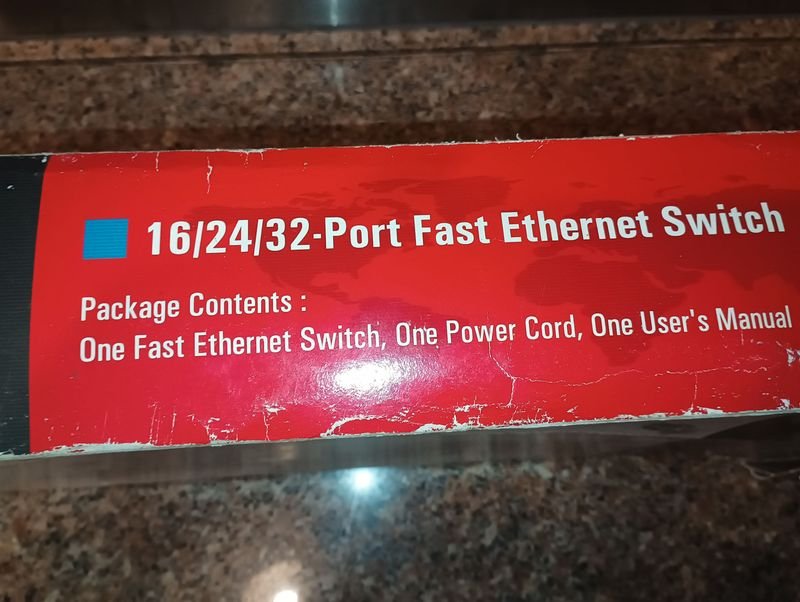 16/24/32-Port Fast Ethernet Switch
Package Contents :
One Fast Ethernet Switch, One Power Cord, One User's Manual